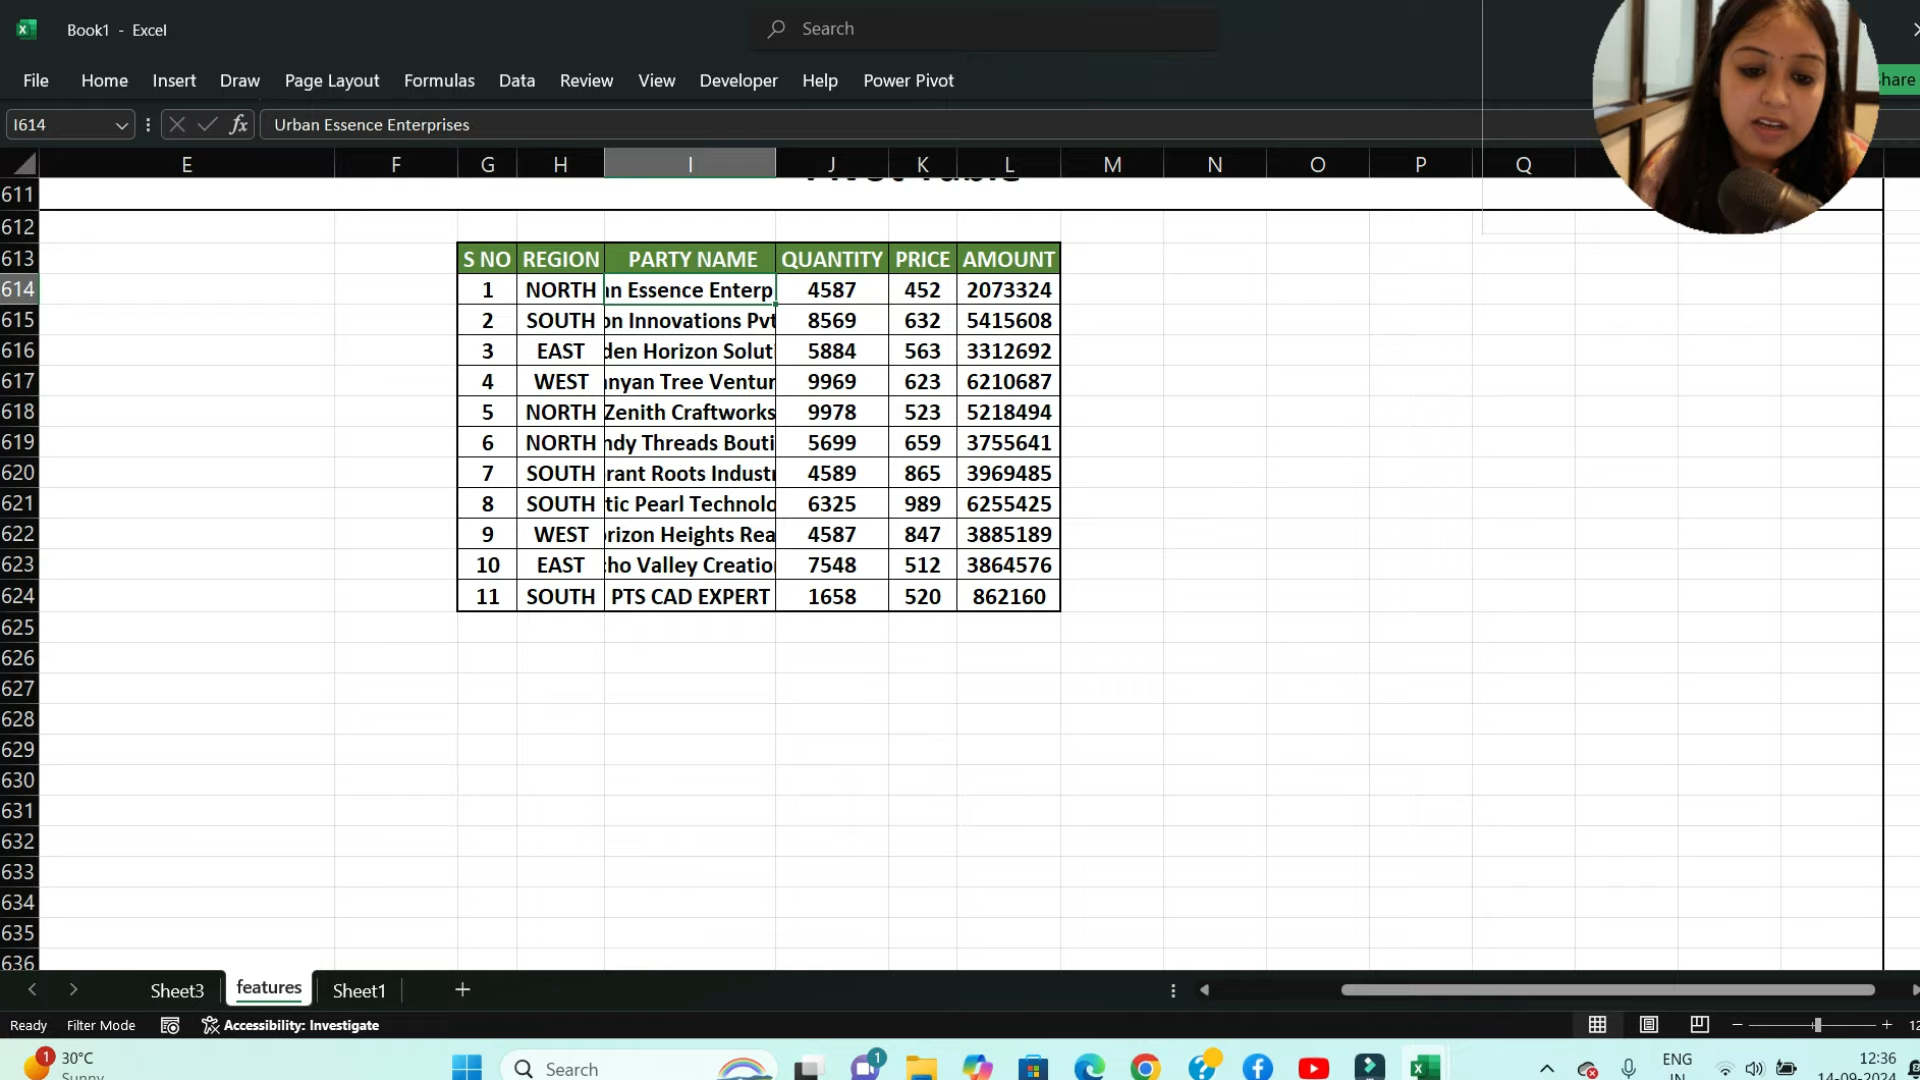 Book1 - Excel
Search
File Home Insert Draw Page Layout Formulas Data Review View Developer Help Power Pivot
I614 fx Urban Essence Enterprises
E F G H I J K L M N O P Q
611
612
613 S NO REGION PARTY NAME QUANTITY PRICE AMOUNT
614 1 NORTH an Essence Enterp 4587 452 2073324
615 2 SOUTH on Innovations Pvt 8569 632 5415608
616 3 EAST den Horizon Solut 5884 563 3312692
617 4 WEST anyan Tree Ventur 9969 623 6210687
618 5 NORTH Zenith Craftworks 9978 523 5218494
619 6 NORTH ndy Threads Bouti 5699 659 3755641
620 7 SOUTH rant Roots Industr 4589 865 3969485
621 8 SOUTH tic Pearl Technolo 6325 989 6255425
622 9 WEST orizon Heights Rea 4587 847 3885189
623 10 EAST ho Valley Creation 7548 512 3864576
624 11 SOUTH PTS CAD EXPERT 1658 520 862160
625
626
627
628
629
630
631
632
633
634
635
636
Sheet3 features Sheet1
Ready Filter Mode Accessibility: Investigate
1 30°C Sunny
Search
1
ENG IN
12:36
14-09-2024